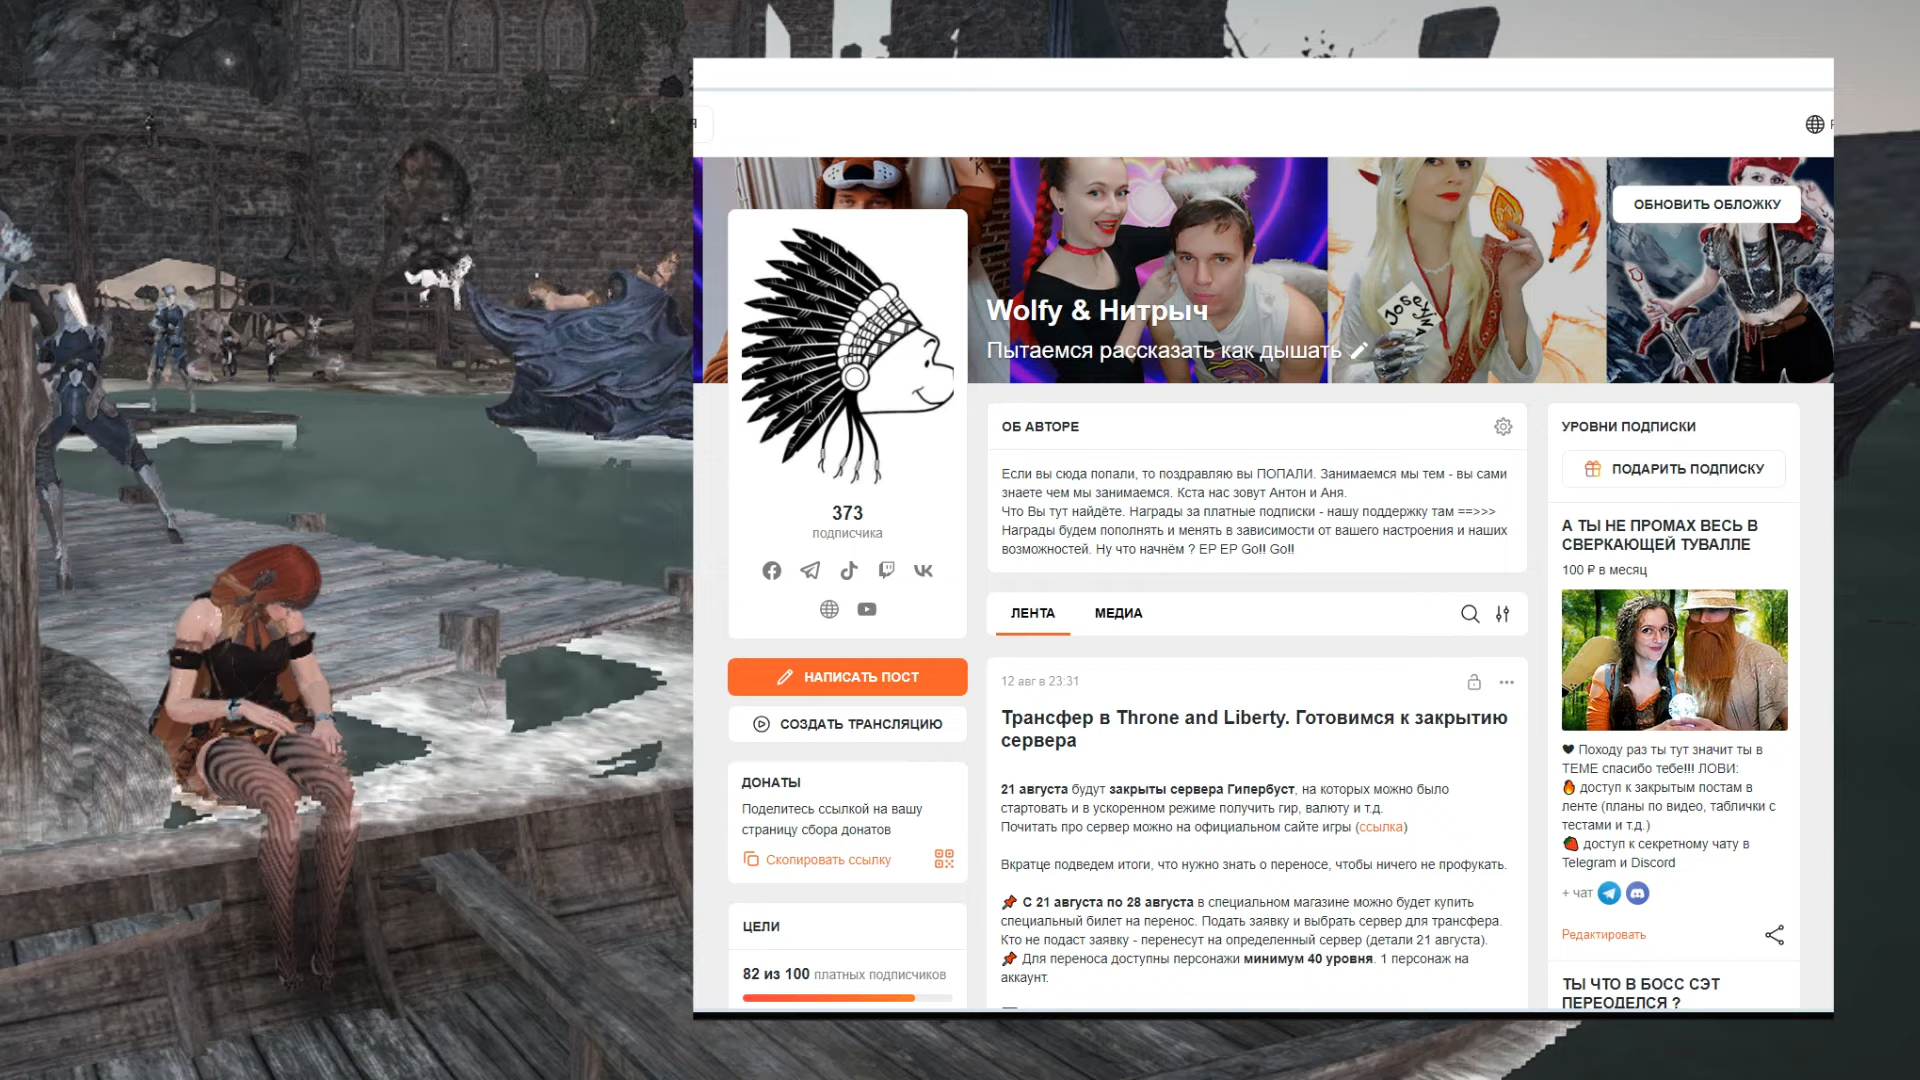 Я
ОБНОВИТЬ ОБЛОЖКУ
Josephin
Wolfy & Нитрыч
Пытаемся рассказать как дышать
373
подписчика
НАПИСАТЬ ПОСТ
СОЗДАТЬ ТРАНСЛЯЦИЮ
ДОНАТЫ
Поделитесь ссылкой на вашу
страницу сбора донатов
Скопировать ссылку
ЦЕЛИ
82 из 100 платных подписчиков
ОБ АВТОРЕ
Если вы сюда попали, то поздравляю вы ПОПАЛИ. Занимаемся мы тем - вы сами
знаете чем мы занимаемся. Кста нас зовут Антон и Аня.
Что Вы тут найдёте. Награды за платные подписки - нашу поддержку там ==>>>
Награды будем пополнять и менять в зависимости от вашего настроения и наших
возможностей. Ну что начнём ? EP EP Go!! Go!!
ЛЕНТА
МЕДИА
12 авг в 23:31
Трансфер в Throne and Liberty. Готовимся к закрытию
сервера
21 августа будут закрыты сервера Гипербуст, на которых можно было
стартовать и в ускоренном режиме получить гир, валюту и т.д.
Почитать про сервер можно на официальном сайте игры (ссылка)
Вкратце подведем итоги, что нужно знать о переносе, чтобы ничего не профукать.
С 21 августа по 28 августа в специальном магазине можно будет купить
специальный билет на перенос. Подать заявку и выбрать сервер для трансфера.
Кто не подаст заявку - перенесут на определенный сервер (детали 21 августа).
Для переноса доступны персонажи минимум 40 уровня. 1 персонаж на
аккаунт.
УРОВНИ ПОДПИСКИ
ПОДАРИТЬ ПОДПИСКУ
А ТЫ НЕ ПРОМАХ ВЕСЬ В
СВЕРКАЮЩЕЙ ТУВАЛЛЕ
100 ₽ в месяц
Походу раз ты тут значит ты в
ТЕМЕ спасибо тебе!!! ЛОВИ:
доступ к закрытым постам в
ленте (планы по видео, таблички с
тестами и т.д.)
доступ к секретному чату в
Telegram и Discord
+ чат
Редактировать
ТЫ ЧТО В БОСС СЭТ
ПЕРЕОДЕЛСЯ ?